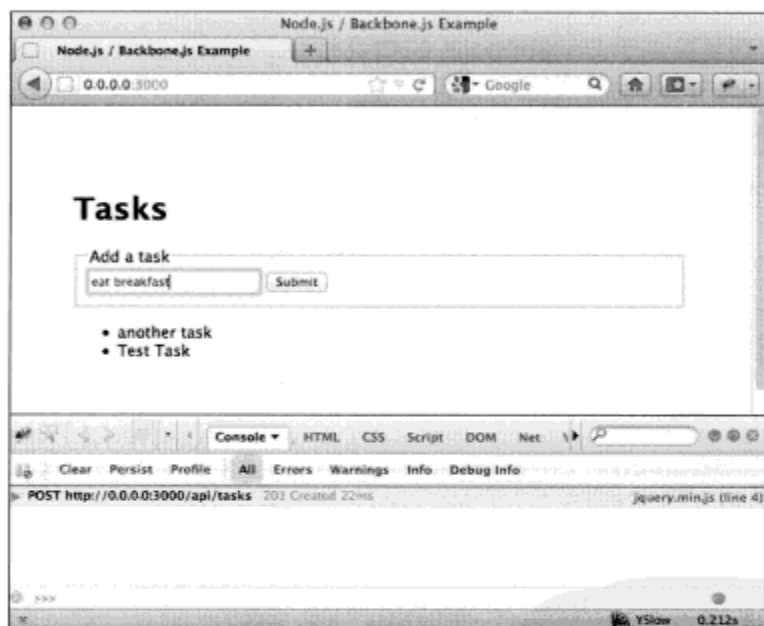 Node.js / Backbone.js Example
Node.js / Backbone.js Example +
0.0.0.0:3000 Google
Tasks
Add a task
eat breakfast Submit
• another task
• Test Task
Console HTML CSS Script DOM Net
Clear Persist Profile All Errors Warnings Info Debug Info
POST http://0.0.0.0:3000/api/tasks 201 Created 22ms jquery.min.js (line 4)
>>>
YSlow 0.212s